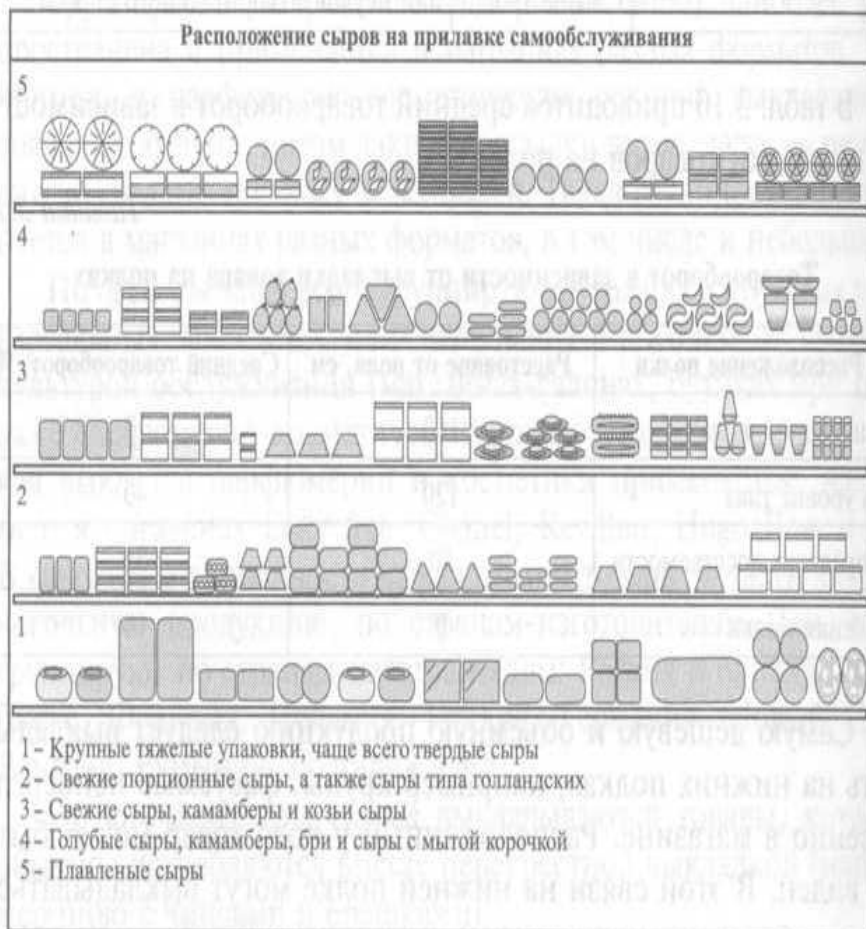 Расположение сыров на прилавке самообслуживания
5
4
3
2
1
1 – Крупные тяжелые упаковки, чаще всего твердые сыры
2 – Свежие порционные сыры, а также сыры типа голландских
3 – Свежие сыры, камамберы и козьи сыры
4 – Голубые сыры, камамберы, бри и сыры с мытой корочкой
5 – Плавленые сыры